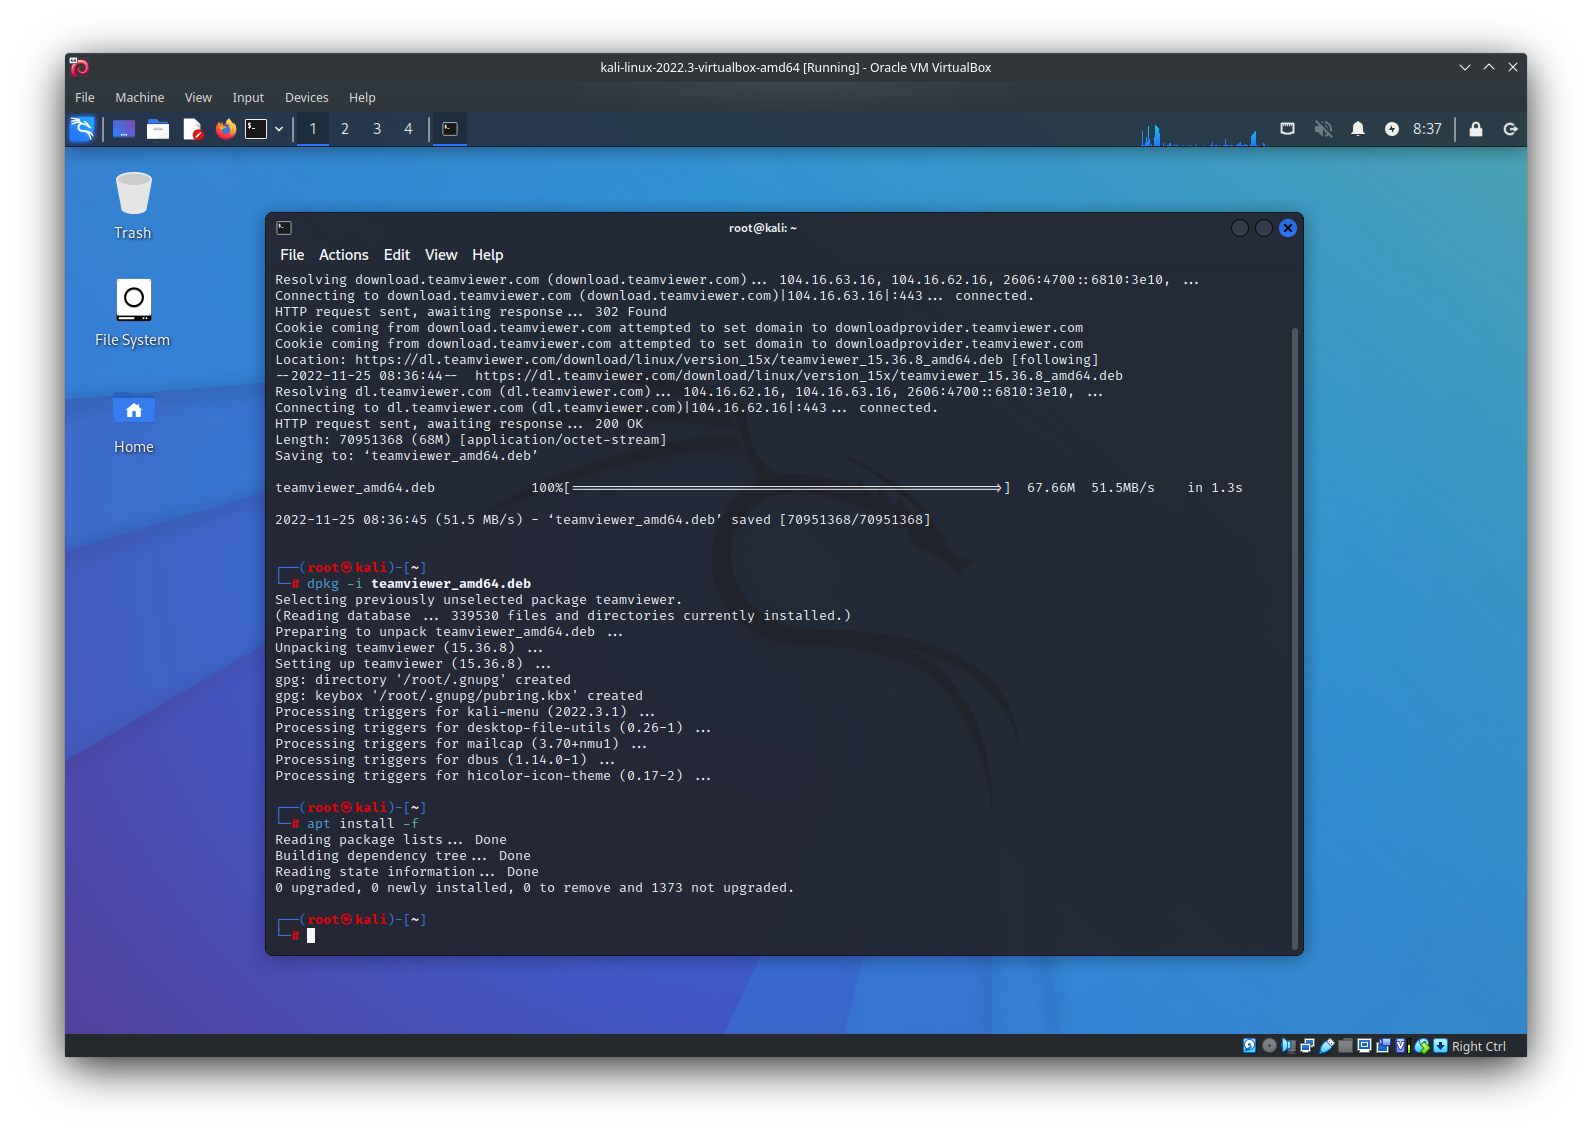 kali-linux-2022.3-virtualbox-amd64 [Running] - Oracle VM VirtualBox
File Machine View Input Devices Help
1 2 3 4 8:37
Trash
File System
Home
root@kali: ~
File Actions Edit View Help
Resolving download.teamviewer.com (download.teamviewer.com)... 104.16.63.16, 104.16.62.16, 2606:4700::6810:3e10, ...
Connecting to download.teamviewer.com (download.teamviewer.com)|104.16.63.16|:443... connected.
HTTP request sent, awaiting response... 302 Found
Cookie coming from download.teamviewer.com attempted to set domain to downloadprovider.teamviewer.com
Cookie coming from download.teamviewer.com attempted to set domain to downloadprovider.teamviewer.com
Location: https://dl.teamviewer.com/download/linux/version_15x/teamviewer_15.36.8_amd64.deb [following]
--2022-11-25 08:36:44--  https://dl.teamviewer.com/download/linux/version_15x/teamviewer_15.36.8_amd64.deb
Resolving dl.teamviewer.com (dl.teamviewer.com)... 104.16.62.16, 104.16.63.16, 2606:4700::6810:3e10, ...
Connecting to dl.teamviewer.com (dl.teamviewer.com)|104.16.62.16|:443... connected.
HTTP request sent, awaiting response... 200 OK
Length: 70951368 (68M) [application/octet-stream]
Saving to: ‘teamviewer_amd64.deb’
teamviewer_amd64.deb 100%[=====================================================>] 67.66M 51.5MB/s in 1.3s
2022-11-25 08:36:45 (51.5 MB/s) - ‘teamviewer_amd64.deb’ saved [70951368/70951368]
┌──(root㉿kali)-[~]
└─# dpkg -i teamviewer_amd64.deb
Selecting previously unselected package teamviewer.
(Reading database ... 339530 files and directories currently installed.)
Preparing to unpack teamviewer_amd64.deb ...
Unpacking teamviewer (15.36.8) ...
Setting up teamviewer (15.36.8) ...
gpg: directory '/root/.gnupg' created
gpg: keybox '/root/.gnupg/pubring.kbx' created
Processing triggers for kali-menu (2022.3.1) ...
Processing triggers for desktop-file-utils (0.26-1) ...
Processing triggers for mailcap (3.70+nmu1) ...
Processing triggers for dbus (1.14.0-1) ...
Processing triggers for hicolor-icon-theme (0.17-2) ...
┌──(root㉿kali)-[~]
└─# apt install -f
Reading package lists... Done
Building dependency tree... Done
Reading state information... Done
0 upgraded, 0 newly installed, 0 to remove and 1373 not upgraded.
┌──(root㉿kali)-[~]
└─#
Right Ctrl